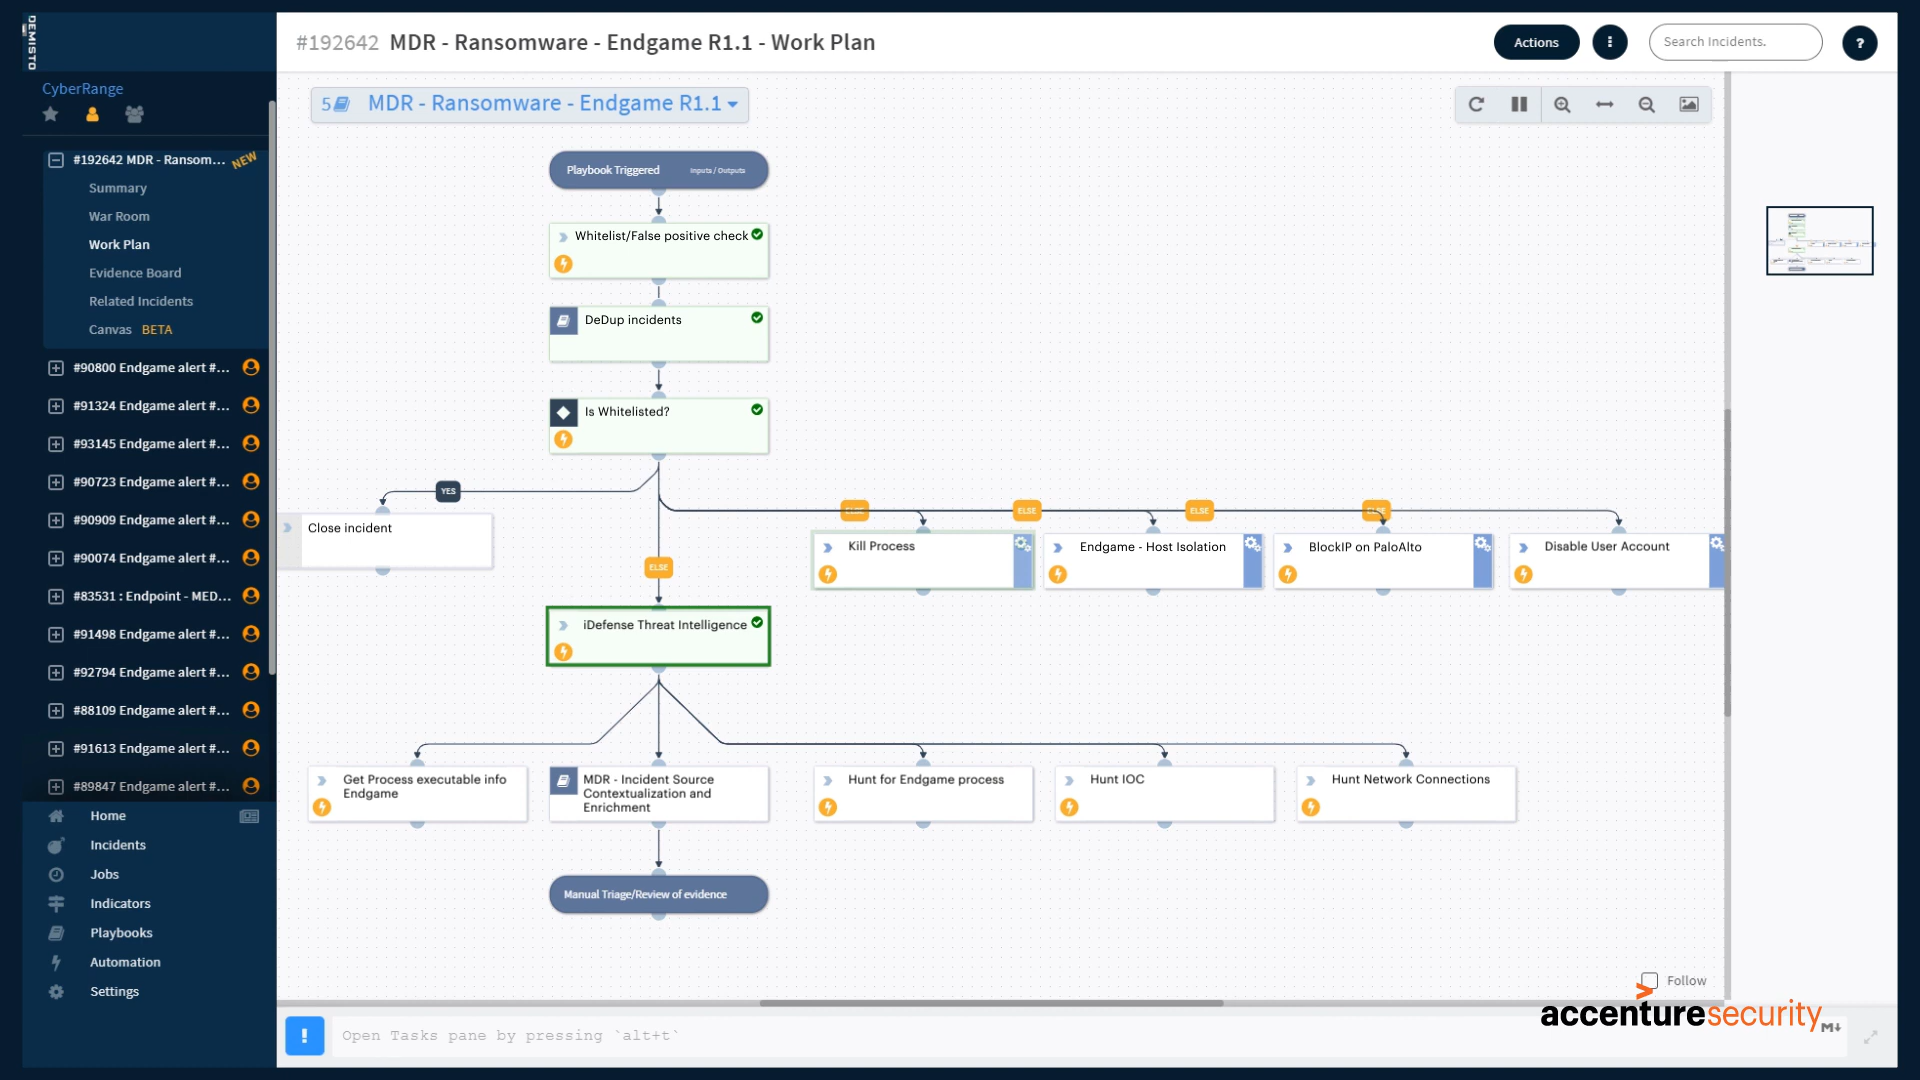 DEMISTO
#192642 MDR - Ransomware - Endgame R1.1 - Work Plan
Actions
Search Incidents.
?
CyberRange
#192642 MDR - Ransom... NEW
Summary
War Room
Work Plan
Evidence Board
Related Incidents
Canvas BETA
#90800 Endgame alert #...
#91324 Endgame alert #...
#93145 Endgame alert #...
#90723 Endgame alert #...
#90909 Endgame alert #...
#90074 Endgame alert #...
#83531 : Endpoint - MED...
#91498 Endgame alert #...
#92794 Endgame alert #...
#88109 Endgame alert #...
#91613 Endgame alert #...
#89847 Endgame alert #...
Home
Incidents
Jobs
Indicators
Playbooks
Automation
Settings
5 MDR - Ransomware - Endgame R1.1
Playbook Triggered Inputs / Outputs
Whitelist/False positive check
DeDup incidents
Is Whitelisted?
YES
ELSE
ELSE
ELSE
ELSE
Close incident
Kill Process
Endgame - Host Isolation
BlockIP on PaloAlto
Disable User Account
ELSE
iDefense Threat Intelligence
Get Process executable info
Endgame
MDR - Incident Source
Contextualization and
Enrichment
Hunt for Endgame process
Hunt IOC
Hunt Network Connections
Manual Triage/Review of evidence
Follow
accenturesecurity
!
Open Tasks pane by pressing `alt+t`
M↓